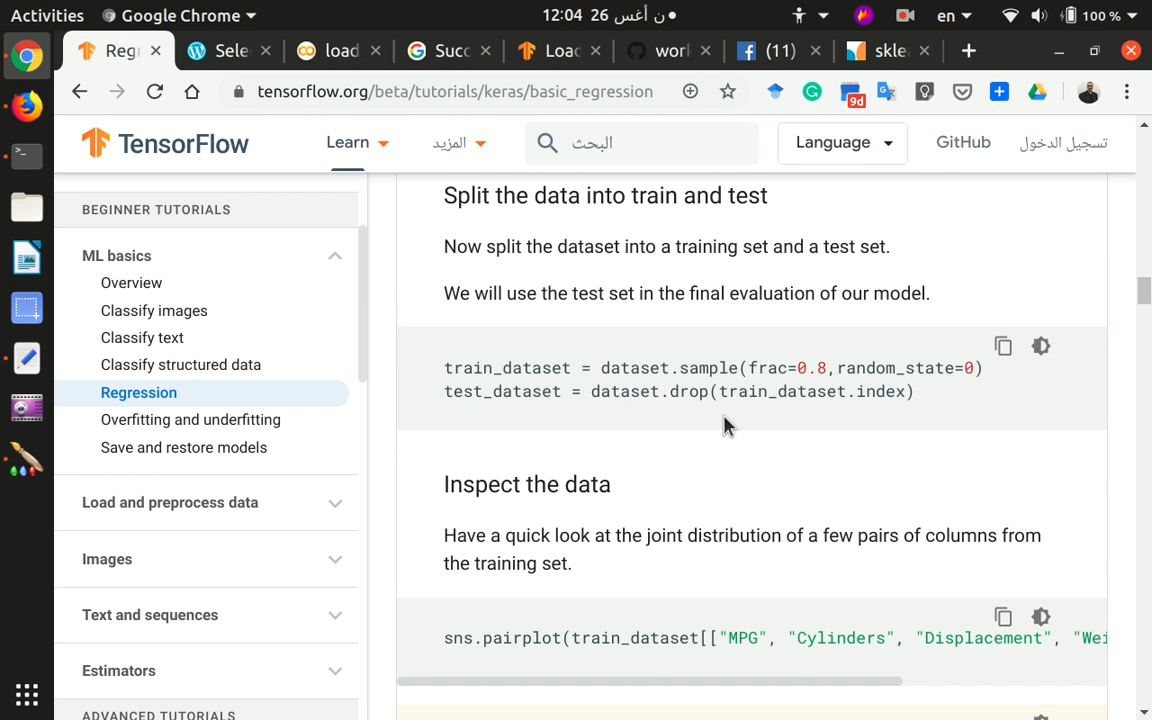 Activities
Google Chrome
ن أغس 26 12:04
en
100 %
Regr
Sele
load
Succ
Load
worl
(11)
skle
tensorflow.org/beta/tutorials/keras/basic_regression
9d
TensorFlow
Learn
المزيد
البحث
Language
GitHub
تسجيل الدخول
BEGINNER TUTORIALS
ML basics
Overview
Classify images
Classify text
Classify structured data
Regression
Overfitting and underfitting
Save and restore models
Load and preprocess data
Images
Text and sequences
Estimators
ADVANCED TUTORIALS
Split the data into train and test
Now split the dataset into a training set and a test set.
We will use the test set in the final evaluation of our model.
train_dataset = dataset.sample(frac=0.8,random_state=0)
test_dataset = dataset.drop(train_dataset.index)
Inspect the data
Have a quick look at the joint distribution of a few pairs of columns from
the training set.
sns.pairplot(train_dataset[["MPG", "Cylinders", "Displacement", "Wei